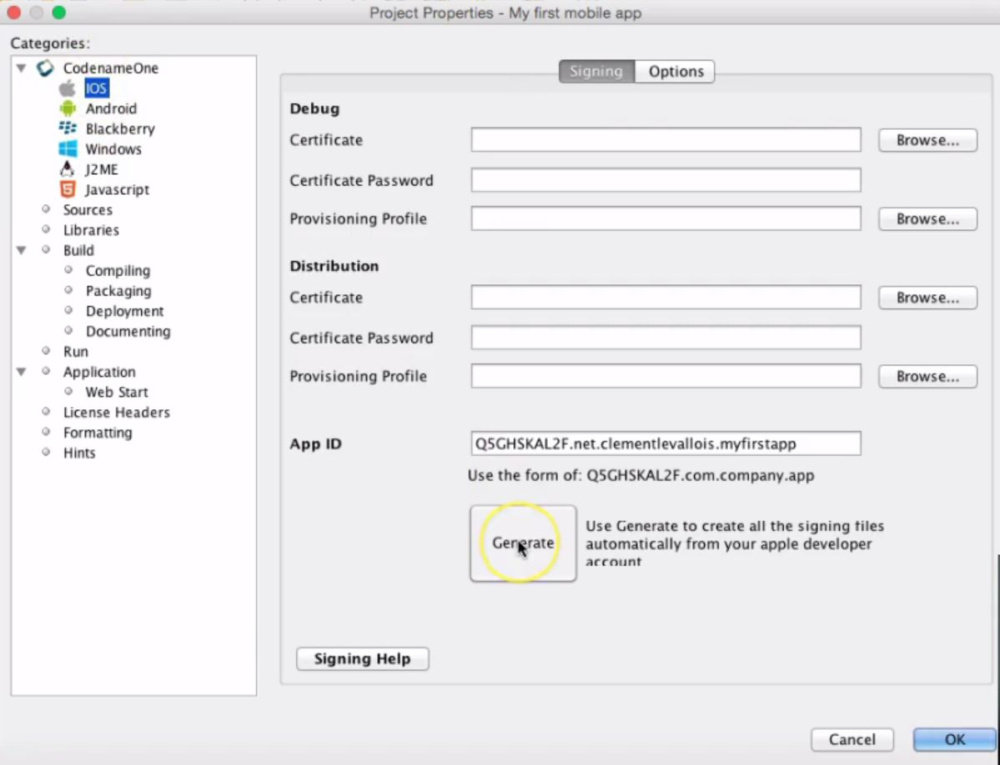 Project Properties - My first mobile app
Categories:
CodenameOne
IOS
Android
Blackberry
Windows
J2ME
Javascript
Sources
Libraries
Build
Compiling
Packaging
Deployment
Documenting
Run
Application
Web Start
License Headers
Formatting
Hints
Signing Options
Debug
Certificate Browse...
Certificate Password
Provisioning Profile Browse...
Distribution
Certificate Browse...
Certificate Password
Provisioning Profile Browse...
App ID Q5GHSKAL2F.net.clementlevallois.myfirstapp
Use the form of: Q5GHSKAL2F.com.company.app
Generate
Use Generate to create all the signing files
automatically from your apple developer
account
Signing Help
Cancel OK